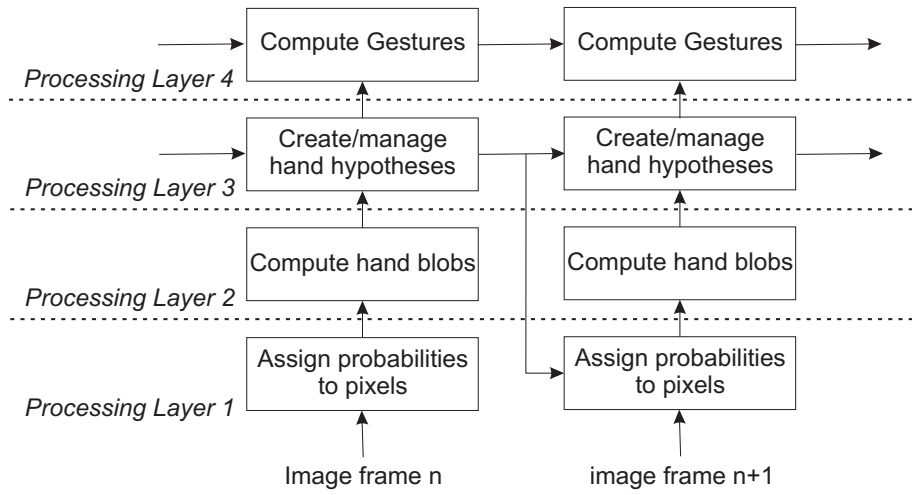 Compute Gestures
Compute Gestures
Processing Layer 4
Create/manage
hand hypotheses
Create/manage
hand hypotheses
Processing Layer 3
Compute hand blobs
Compute hand blobs
Processing Layer 2
Assign probabilities
to pixels
Assign probabilities
to pixels
Processing Layer 1
Image frame n
image frame n+1